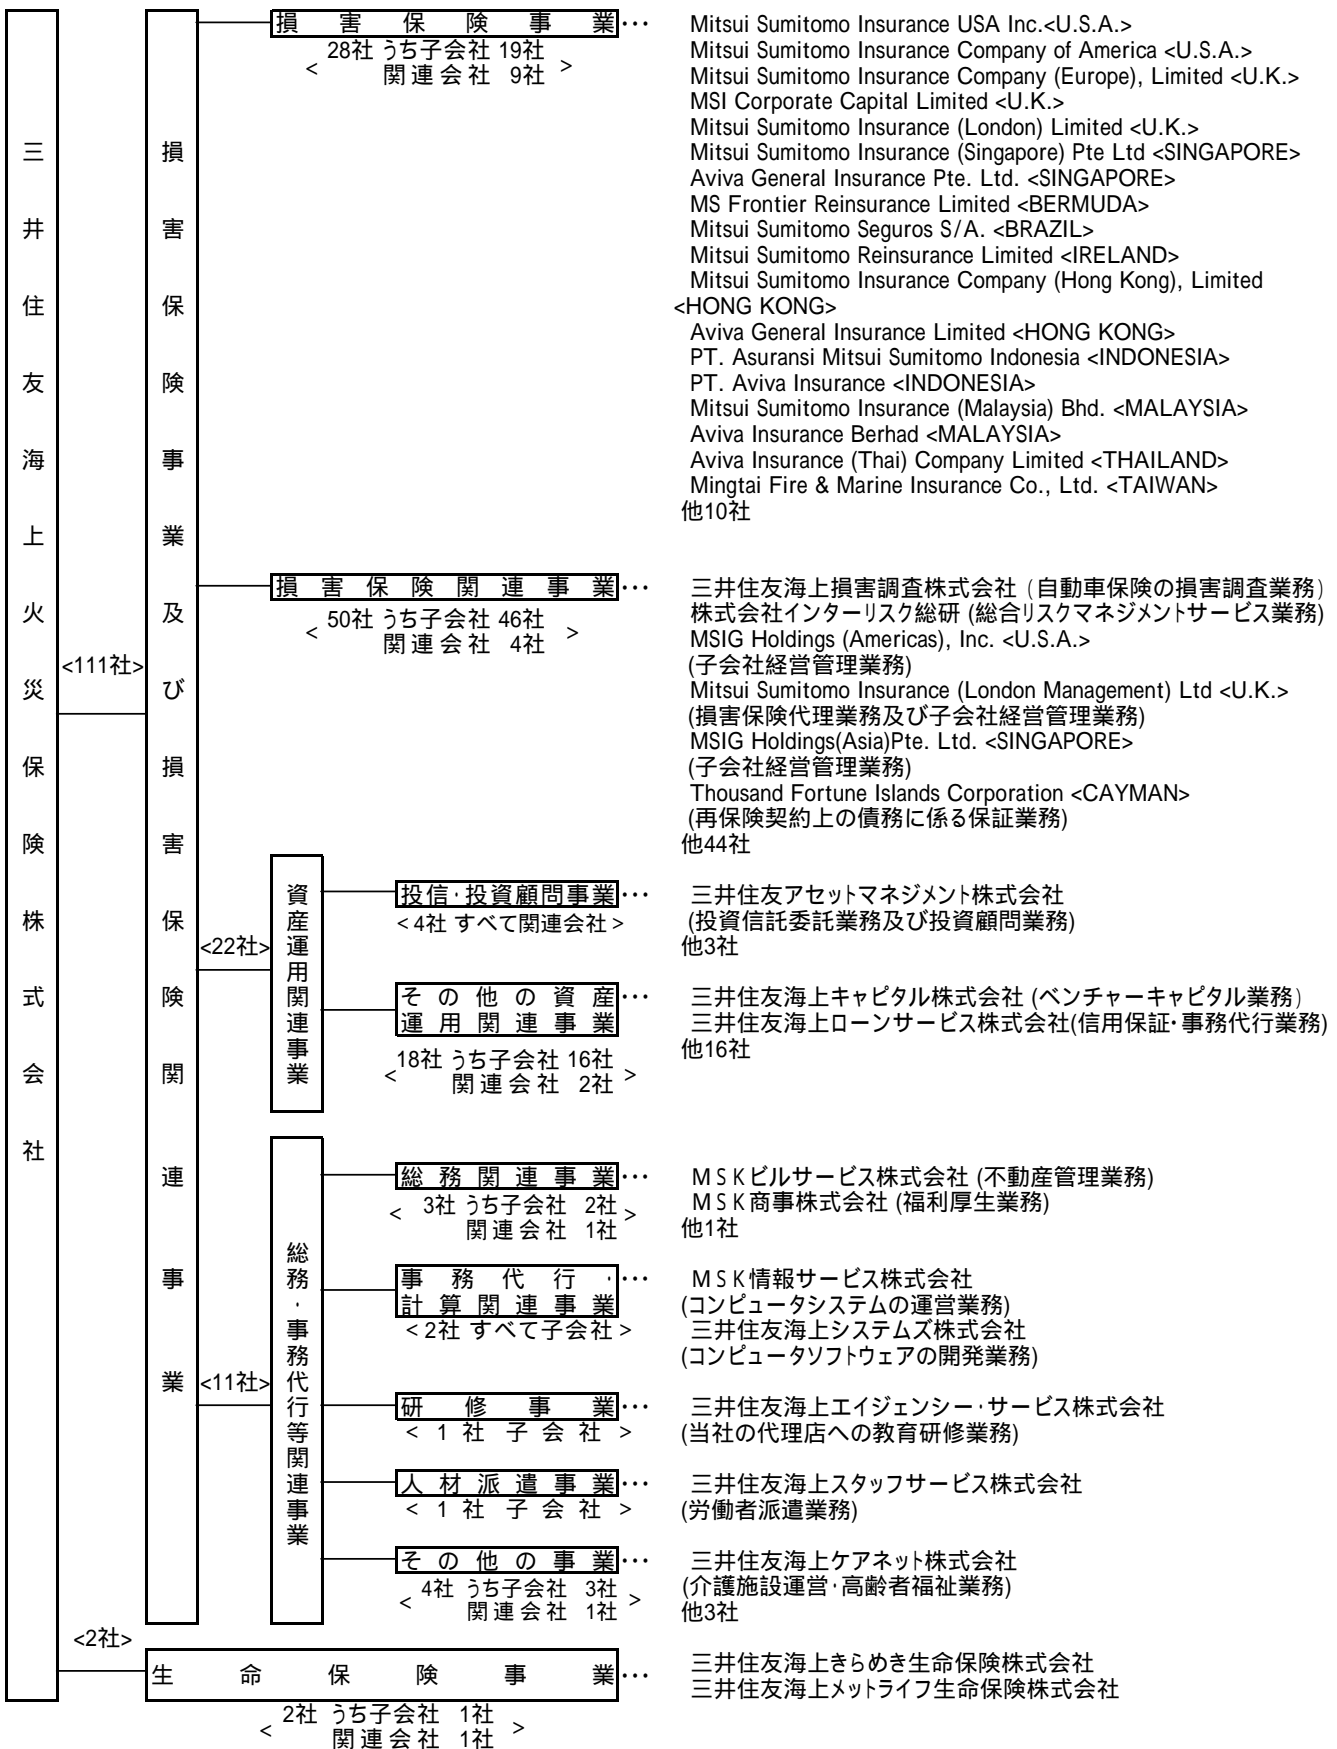 三井住友海上火災保険株式会社
<111社>
損害保険事業及び損害保険関連事業
損害保険事業…
< 28社 うち子会社 19社
関連会社 9社 >
Mitsui Sumitomo Insurance USA Inc.<U.S.A.>
Mitsui Sumitomo Insurance Company of America <U.S.A.>
Mitsui Sumitomo Insurance Company (Europe), Limited <U.K.>
MSI Corporate Capital Limited <U.K.>
Mitsui Sumitomo Insurance (London) Limited <U.K.>
Mitsui Sumitomo Insurance (Singapore) Pte Ltd <SINGAPORE>
Aviva General Insurance Pte. Ltd. <SINGAPORE>
MS Frontier Reinsurance Limited <BERMUDA>
Mitsui Sumitomo Seguros S/A. <BRAZIL>
Mitsui Sumitomo Reinsurance Limited <IRELAND>
Mitsui Sumitomo Insurance Company (Hong Kong), Limited
<HONG KONG>
Aviva General Insurance Limited <HONG KONG>
PT. Asuransi Mitsui Sumitomo Indonesia <INDONESIA>
PT. Aviva Insurance <INDONESIA>
Mitsui Sumitomo Insurance (Malaysia) Bhd. <MALAYSIA>
Aviva Insurance Berhad <MALAYSIA>
Aviva Insurance (Thai) Company Limited <THAILAND>
Mingtai Fire & Marine Insurance Co., Ltd. <TAIWAN>
他10社
損害保険関連事業…
< 50社 うち子会社 46社
関連会社 4社 >
三井住友海上損害調査株式会社 (自動車保険の損害調査業務)
株式会社インターリスク総研 (総合リスクマネジメントサービス業務)
MSIG Holdings (Americas), Inc. <U.S.A.>
(子会社経営管理業務)
Mitsui Sumitomo Insurance (London Management) Ltd <U.K.>
(損害保険代理業務及び子会社経営管理業務)
MSIG Holdings(Asia)Pte. Ltd. <SINGAPORE>
(子会社経営管理業務)
Thousand Fortune Islands Corporation <CAYMAN>
(再保険契約上の債務に係る保証業務)
他44社
<22社>
資産運用関連事業
投信・投資顧問事業…
<4社 すべて関連会社>
三井住友アセットマネジメント株式会社
(投資信託委託業務及び投資顧問業務)
他3社
その他の資産…
運用関連事業
<18社 うち子会社 16社
関連会社 2社 >
三井住友海上キャピタル株式会社 (ベンチャーキャピタル業務)
三井住友海上ローンサービス株式会社(信用保証・事務代行業務)
他16社
<11社>
総務・事務代行等関連事業
総務関連事業…
< 3社 うち子会社 2社
関連会社 1社 >
MSKビルサービス株式会社 (不動産管理業務)
MSK商事株式会社 (福利厚生業務)
他1社
事務代行・…
計算関連事業
<2社 すべて子会社>
MSK情報サービス株式会社
(コンピュータシステムの運営業務)
三井住友海上システムズ株式会社
(コンピュータソフトウェアの開発業務)
研修事業…
< 1社 子会社 >
三井住友海上エイジェンシー・サービス株式会社
(当社の代理店への教育研修業務)
人材派遣事業…
< 1社 子会社 >
三井住友海上スタッフサービス株式会社
(労働者派遣業務)
その他の事業…
< 4社 うち子会社 3社
関連会社 1社 >
三井住友海上ケアネット株式会社
(介護施設運営・高齢者福祉業務)
他3社
<2社>
生命保険事業…
< 2社 うち子会社 1社
関連会社 1社 >
三井住友海上きらめき生命保険株式会社
三井住友海上メットライフ生命保険株式会社